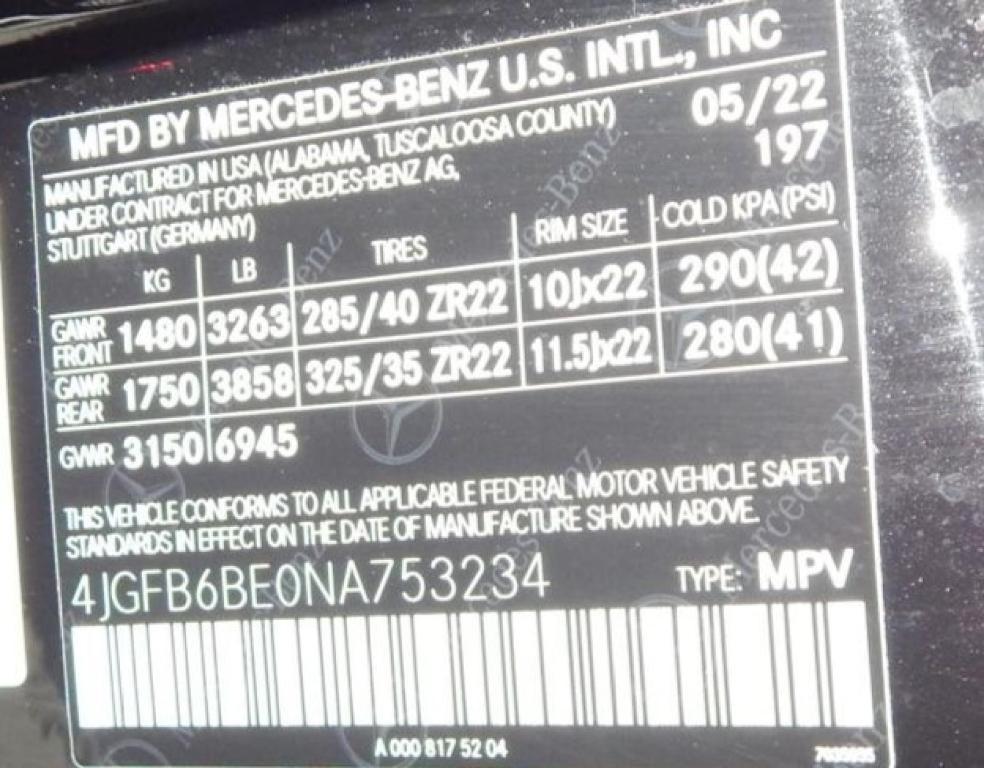 MFD BY MERCEDES-BENZ U.S. INTL., INC
MANUFACTURED IN USA (ALABAMA, TUSCALOOSA COUNTY) 05/22
UNDER CONTRACT FOR MERCEDES-BENZ AG, 197
STUTTGART (GERMANY)
KG LB TIRES RIM SIZE COLD KPA (PSI)
GAWR FRONT 1480 3263 285/40 ZR22 10Jx22 290(42)
GAWR REAR 1750 3858 325/35 ZR22 11.5Jx22 280(41)
GVWR 3150 6945
THIS VEHICLE CONFORMS TO ALL APPLICABLE FEDERAL MOTOR VEHICLE SAFETY
STANDARDS IN EFFECT ON THE DATE OF MANUFACTURE SHOWN ABOVE.
4JGFB6BE0NA753234 TYPE: MPV
A 000 817 52 04